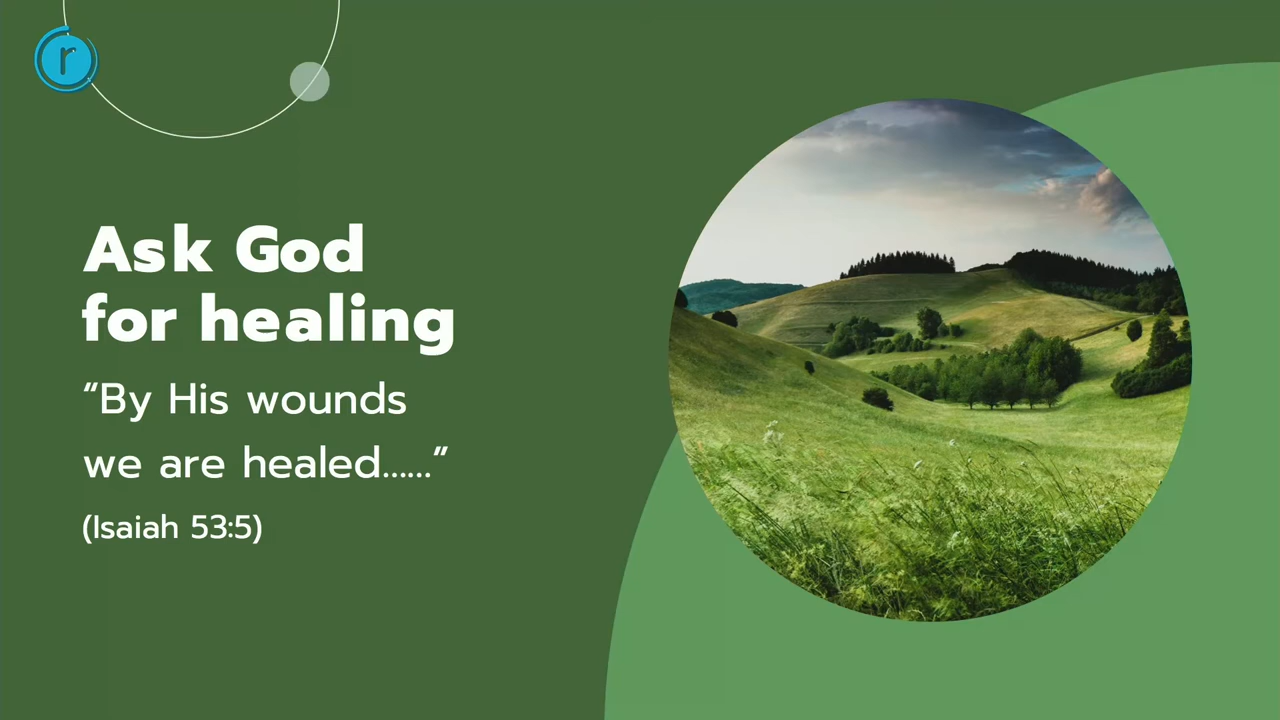 r
Ask God
for healing
“By His wounds
we are healed......”
(Isaiah 53:5)